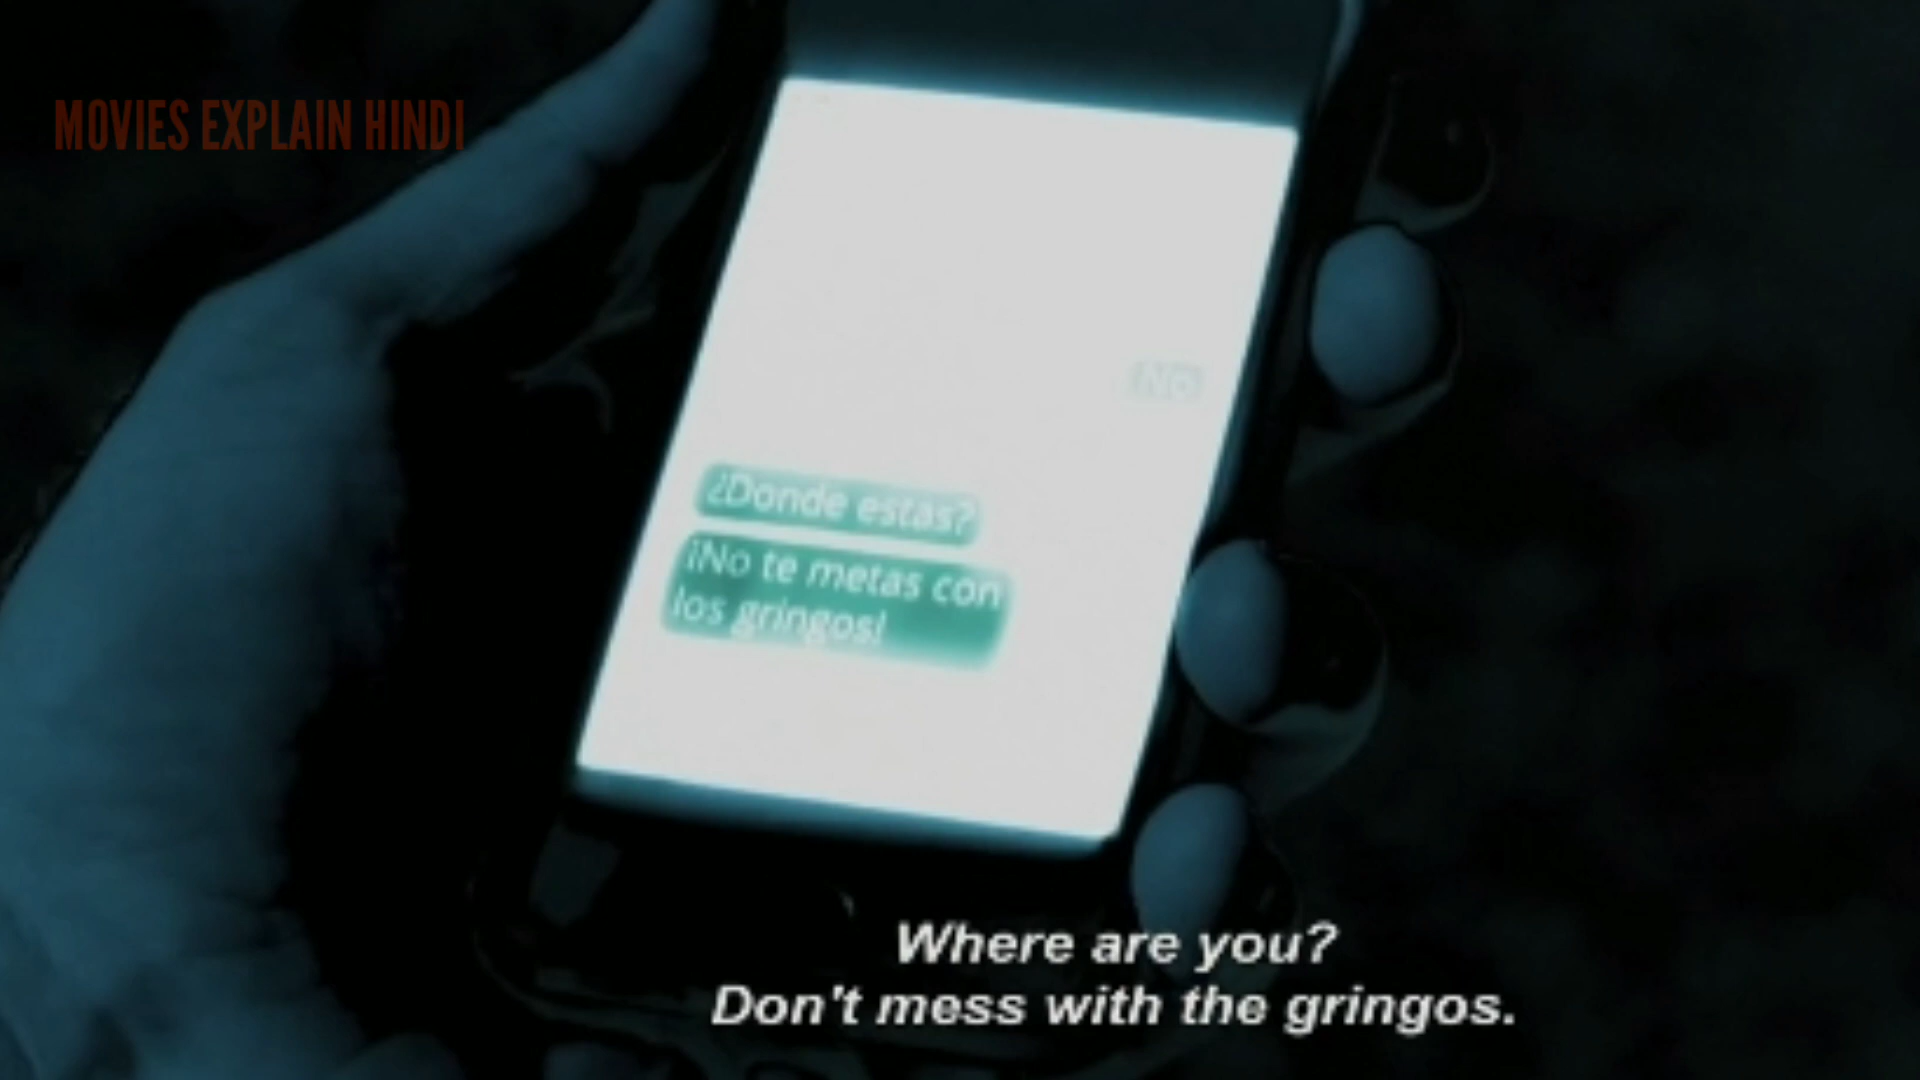 MOVIES EXPLAIN HINDI
No
¿Donde estas?
¡No te metas con
los gringos!
Where are you?
Don't mess with the gringos.